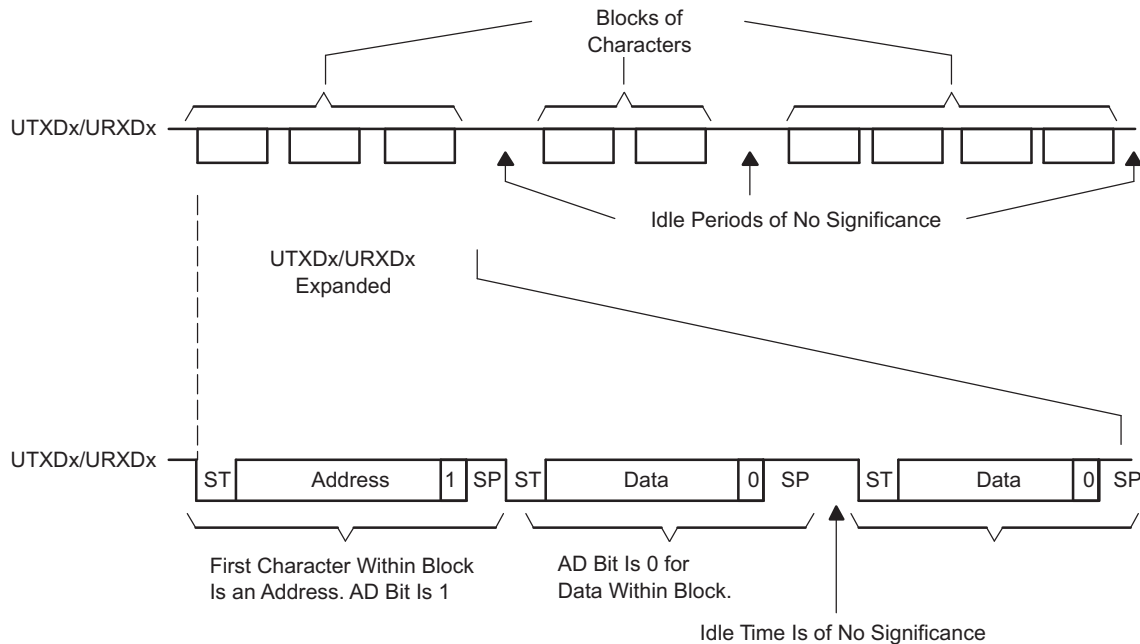 Blocks of
Characters
UTXDx/URXDx
Idle Periods of No Significance
UTXDx/URXDx
Expanded
UTXDx/URXDx
ST Address 1 SP ST Data 0 SP ST Data 0 SP
First Character Within Block
Is an Address. AD Bit Is 1
AD Bit Is 0 for
Data Within Block.
Idle Time Is of No Significance